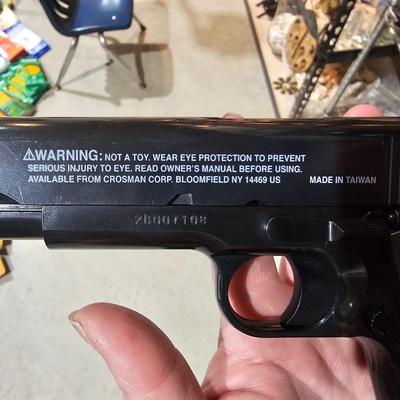 ⚠WARNING: NOT A TOY. WEAR EYE PROTECTION TO PREVENT
SERIOUS INJURY TO EYE. READ OWNER'S MANUAL BEFORE USING.
AVAILABLE FROM CROSMAN CORP. BLOOMFIELD NY 14469 US MADE IN TAIWAN
2B007108